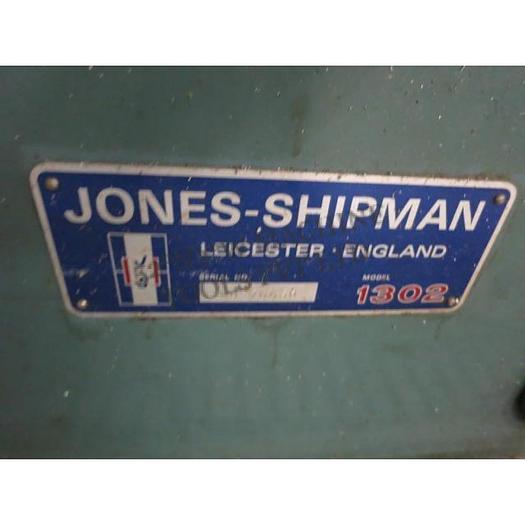 JONES-SHIPMAN
LEICESTER · ENGLAND
SERIAL NO.
MODEL
1302